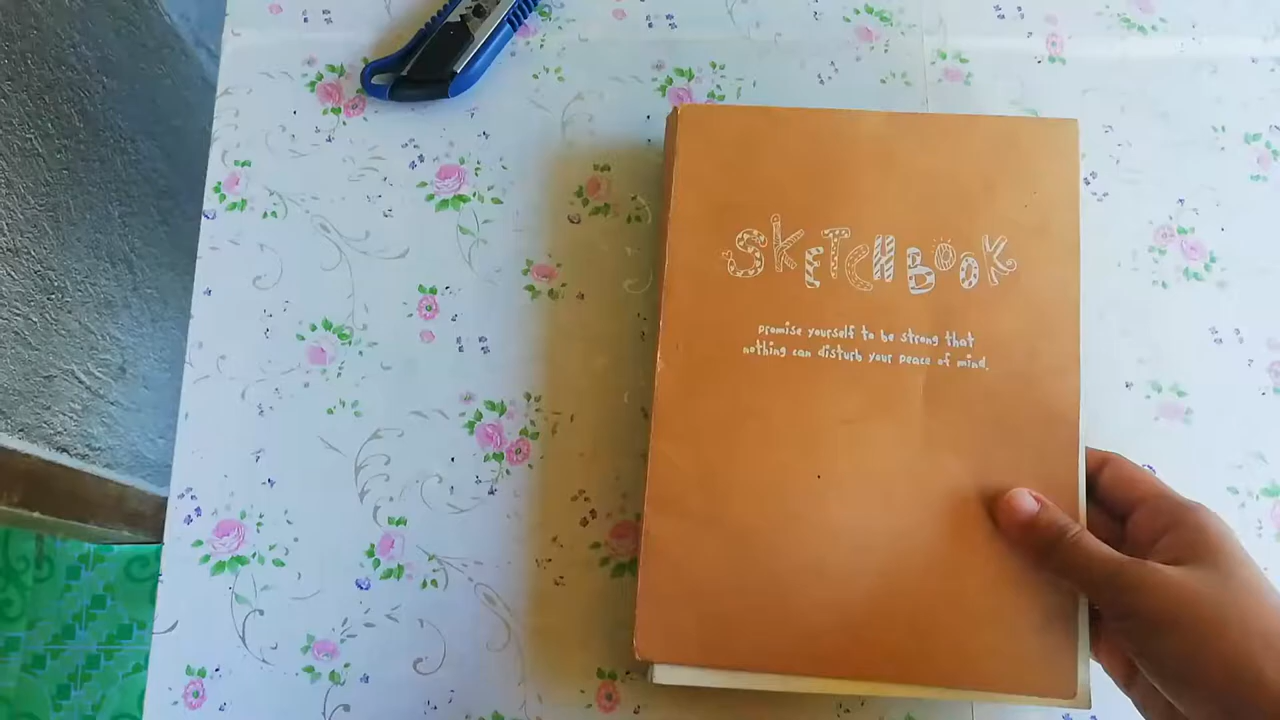 SKETCHBOOK
promise yourself to be strong that
nothing can disturb your peace of mind.